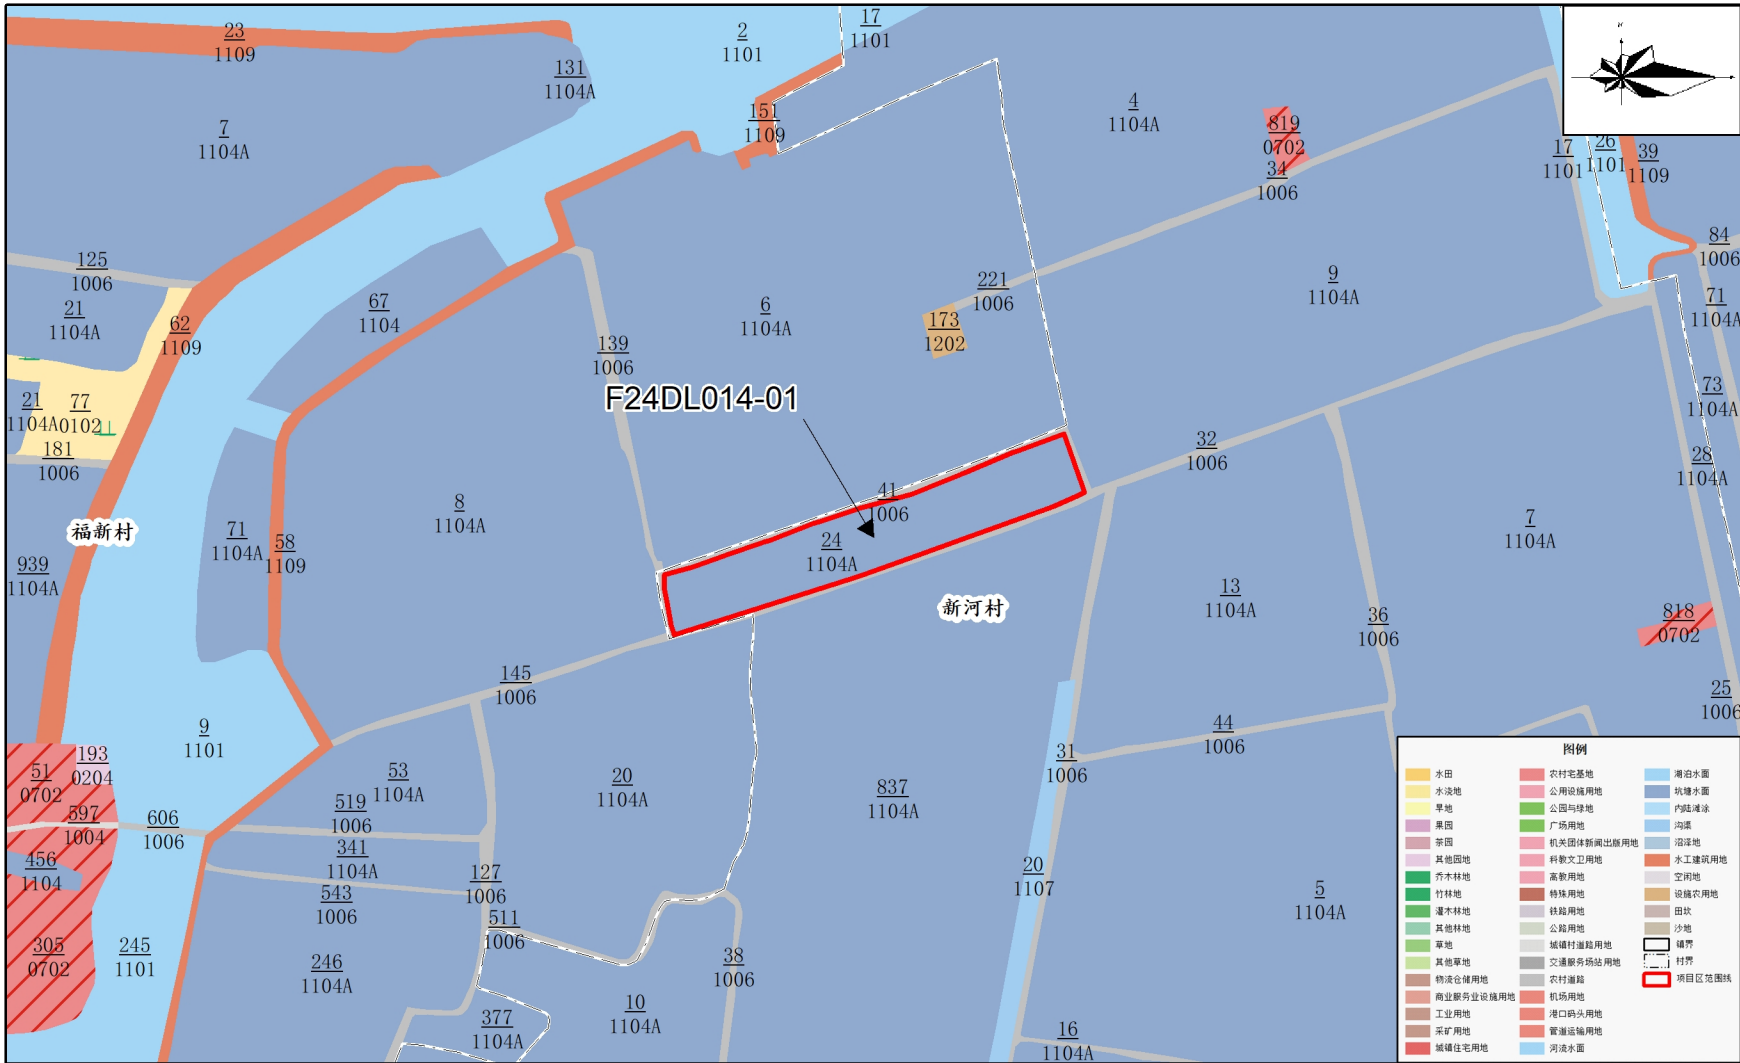 23
1109
2
1101
17
1101
N
131
1104A
7
1104A
151
1109
4
1104A
819
0702
34
1006
17
1101
26
1101
39
1109
84
1006
125
1006
21
1104A
67
1104
62
1109
6
1104A
221
1006
9
1104A
71
1104A
173
1202
139
1006
F24DL014-01
21
1104A
77
0102
181
1006
73
1104A
32
1006
28
1104A
41
1006
8
1104A
7
1104A
福新村
71
1104A
58
1109
24
1104A
939
1104A
新河村
13
1104A
36
1006
818
0702
145
1006
25
1006
9
1101
44
1006
31
1006
193
0204
51
0702
53
1104A
20
1104A
837
1104A
519
1006
597
1004
606
1006
341
1104A
456
1104
127
1006
543
1006
20
1107
5
1104A
511
1006
305
0702
245
1101
246
1104A
38
1006
10
1104A
377
1104A
16
1104A
图例
水田
水浇地
旱地
果园
茶园
其他园地
乔木林地
竹林地
灌木林地
其他林地
草地
其他草地
物流仓储用地
商业服务业设施用地
工业用地
采矿用地
城镇住宅用地
农村宅基地
公用设施用地
公园与绿地
广场用地
机关团体新闻出版用地
科教文卫用地
高教用地
特殊用地
铁路用地
公路用地
城镇村道路用地
交通服务场站用地
农村道路
机场用地
港口码头用地
管道运输用地
河流水面
湖泊水面
坑塘水面
内陆滩涂
沟渠
沼泽地
水工建筑用地
空闲地
设施农用地
田坎
沙地
镇界
村界
项目区范围线